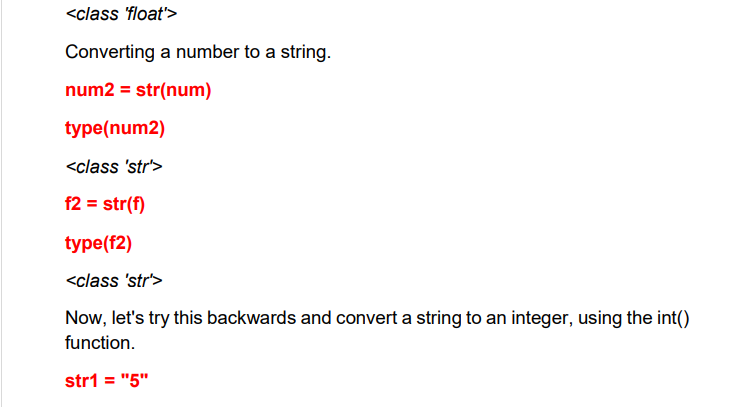 <class 'float'>
Converting a number to a string.
num2 = str(num)
type(num2)
<class 'str'>
f2 = str(f)
type(f2)
<class 'str'>
Now, let's try this backwards and convert a string to an integer, using the int()
function.
str1 = "5"